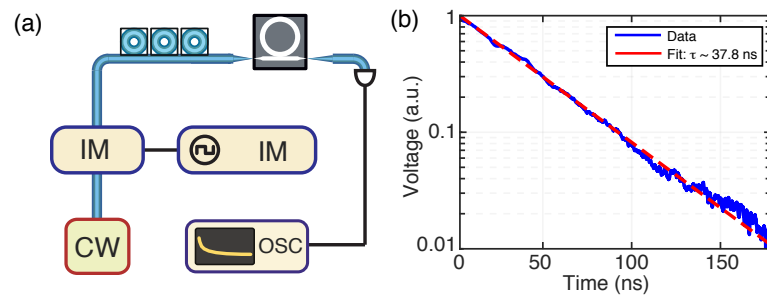 (a)
IM
IM
CW
OSC
(b)
Voltage (a.u.)
1
0.1
0.01
Data
Fit: τ ~ 37.8 ns
0
50
100
150
Time (ns)